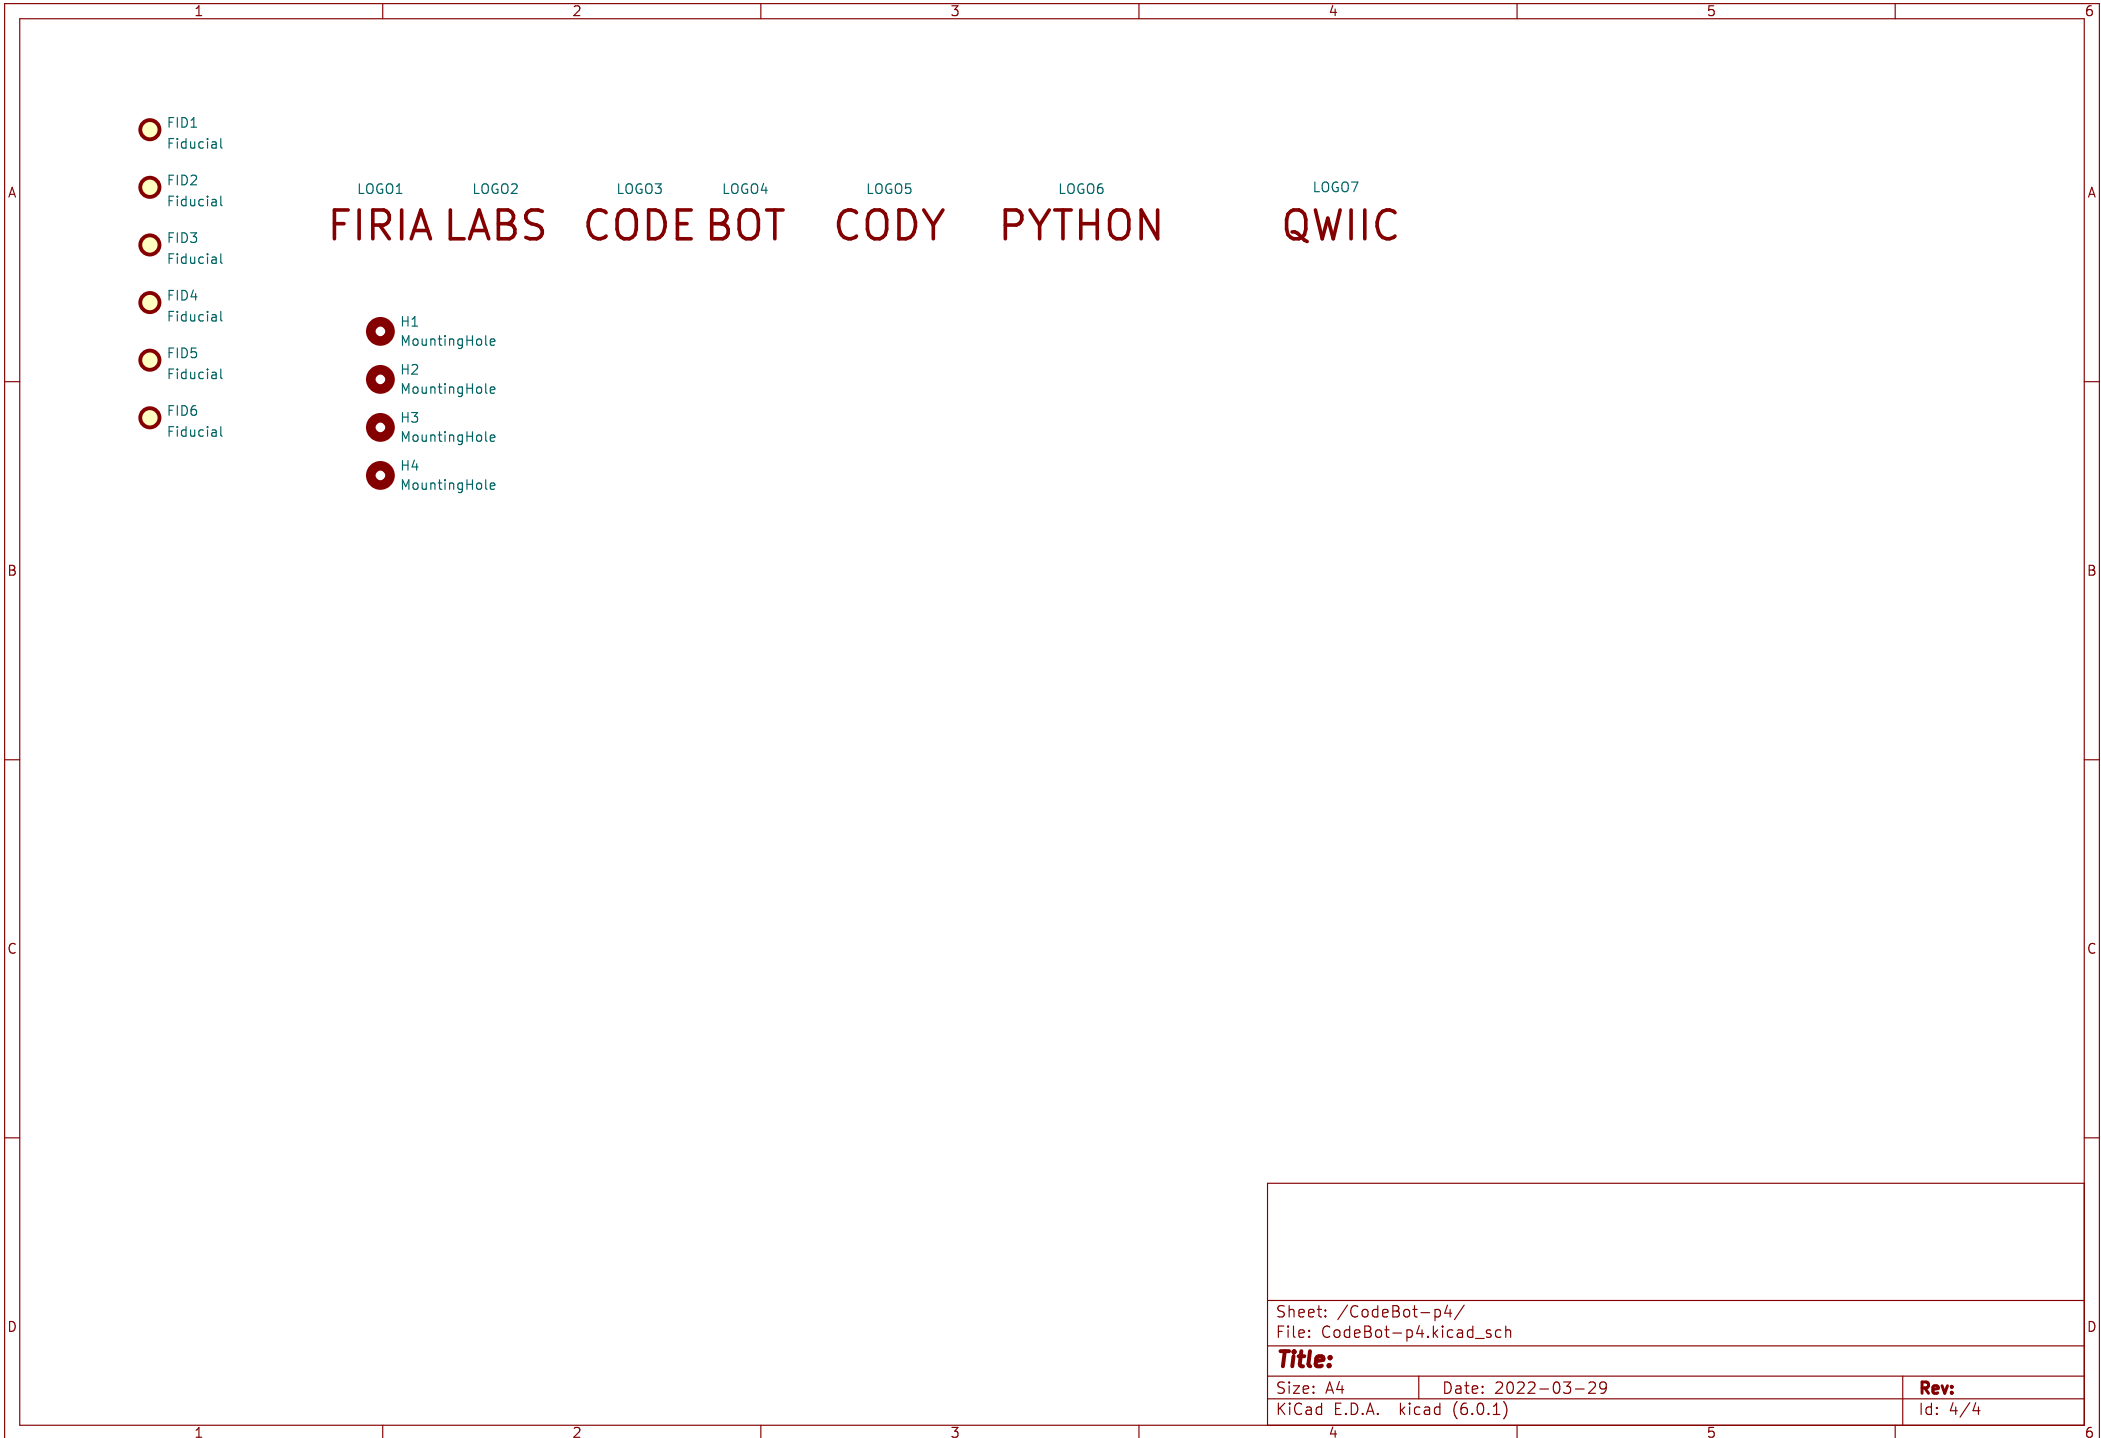 1 2 3 4 5 6
FID1
Fiducial
FID2
Fiducial
FID3
Fiducial
FID4
Fiducial
FID5
Fiducial
FID6
Fiducial
A
A
LOGO1 LOGO2 LOGO3 LOGO4 LOGO5 LOGO6 LOGO7
FIRIA LABS CODE BOT CODY PYTHON QWIIC
H1
MountingHole
H2
MountingHole
H3
MountingHole
H4
MountingHole
B
B
C
C
D
D
Sheet: /CodeBot-p4/
File: CodeBot-p4.kicad_sch
Title:
Size: A4
Date: 2022-03-29
Rev:
KiCad E.D.A. kicad (6.0.1)
Id: 4/4
1 2 3 4 5 6